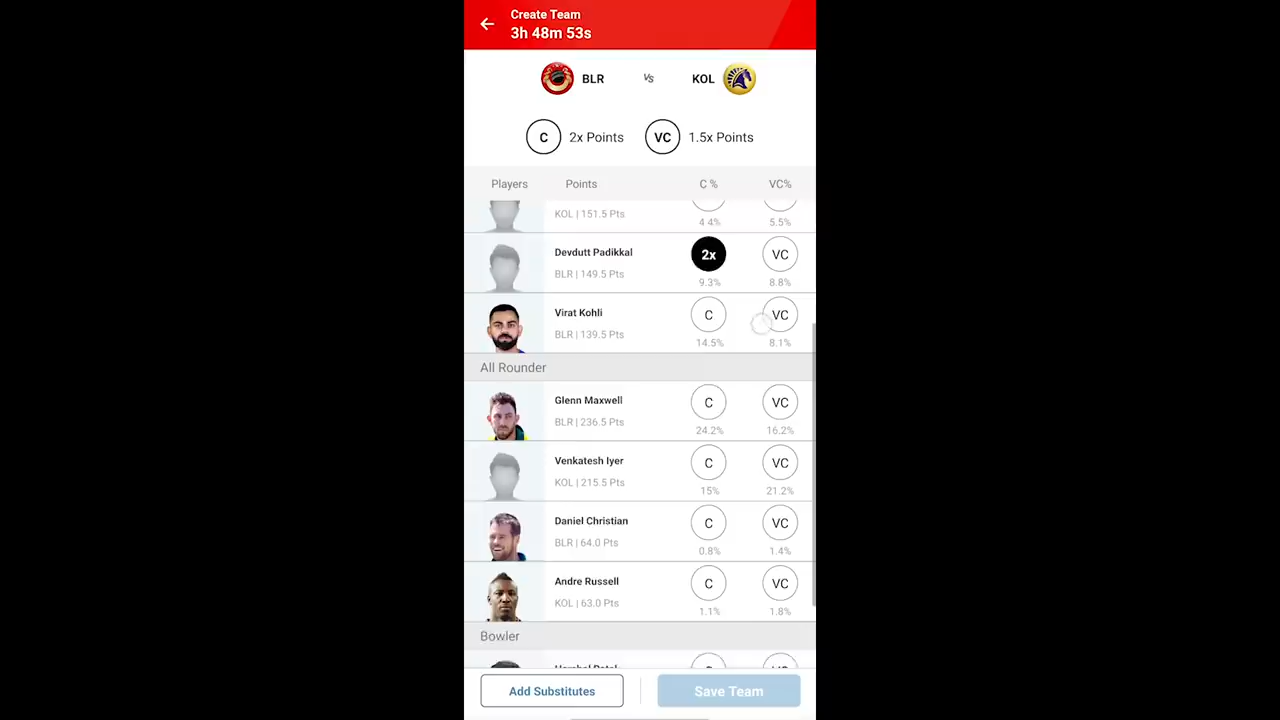 Create Team
3h 48m 53s
BLR Vs KOL
C 2x Points VC 1.5x Points
Players Points C % VC%
KOL | 151.5 Pts
4.4% 5.5%
Devdutt Padikkal 2x VC
BLR | 149.5 Pts
9.3% 8.8%
Virat Kohli C VC
BLR | 139.5 Pts
14.5% 8.1%
All Rounder
Glenn Maxwell C VC
BLR | 236.5 Pts
24.2% 16.2%
Venkatesh Iyer C VC
KOL | 215.5 Pts
15% 21.2%
Daniel Christian C VC
BLR | 64.0 Pts
0.8% 1.4%
Andre Russell C VC
KOL | 63.0 Pts
1.1% 1.8%
Bowler
Add Substitutes Save Team